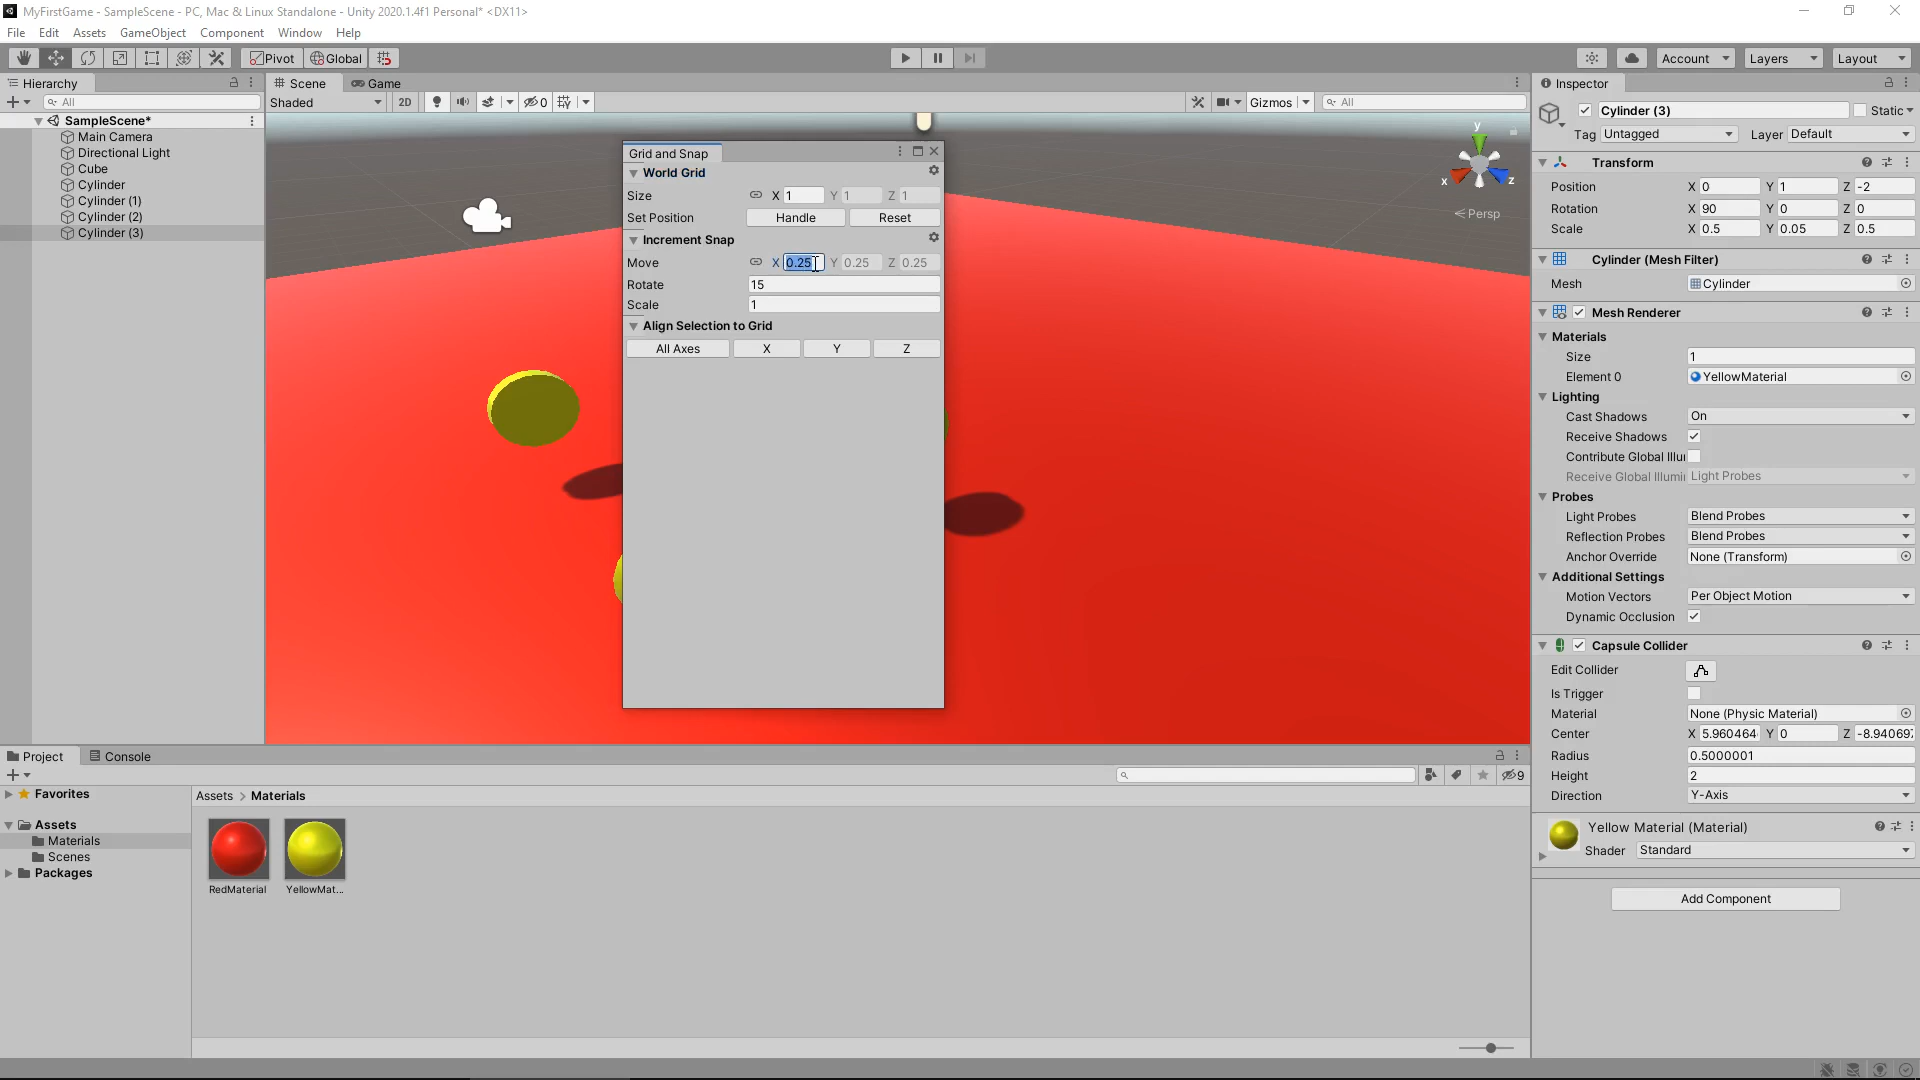 MyFirstGame - SampleScene - PC, Mac & Linux Standalone - Unity 2020.1.4f1 Personal* <DX11>
File Edit Assets GameObject Component Window Help
Pivot Global Account Layers Layout
Hierarchy
All
SampleScene*
Main Camera
Directional Light
Cube
Cylinder
Cylinder (1)
Cylinder (2)
Cylinder (3)
Scene Game
Shaded 2D 0 Gizmos All
y
x z
Persp
Grid and Snap
World Grid
Size X 1 Y 1 Z 1
Set Position Handle Reset
Increment Snap
Move X 0.25 Y 0.25 Z 0.25
Rotate 15
Scale 1
Align Selection to Grid
All Axes X Y Z
Inspector
Cylinder (3) Static
Tag Untagged Layer Default
Transform
Position X 0 Y 1 Z -2
Rotation X 90 Y 0 Z 0
Scale X 0.5 Y 0.05 Z 0.5
Cylinder (Mesh Filter)
Mesh Cylinder
Mesh Renderer
Materials
Size 1
Element 0 YellowMaterial
Lighting
Cast Shadows On
Receive Shadows
Contribute Global Illu
Receive Global Illumi Light Probes
Probes
Light Probes Blend Probes
Reflection Probes Blend Probes
Anchor Override None (Transform)
Additional Settings
Motion Vectors Per Object Motion
Dynamic Occlusion
Capsule Collider
Edit Collider
Is Trigger
Material None (Physic Material)
Center X 5.960464 Y 0 Z -8.940697
Radius 0.5000001
Height 2
Direction Y-Axis
Yellow Material (Material)
Shader Standard
Add Component
Project Console
9
Favorites
Assets
Materials
Scenes
Packages
Assets > Materials
RedMaterial YellowMat...